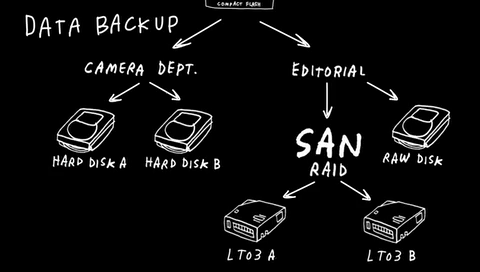 COMPACT FLASH
DATA BACKUP
CAMERA DEPT.
EDITORIAL
HARD DISK A
HARD DISK B
SAN
RAID
RAW DISK
LTO3 A
LTO3 B